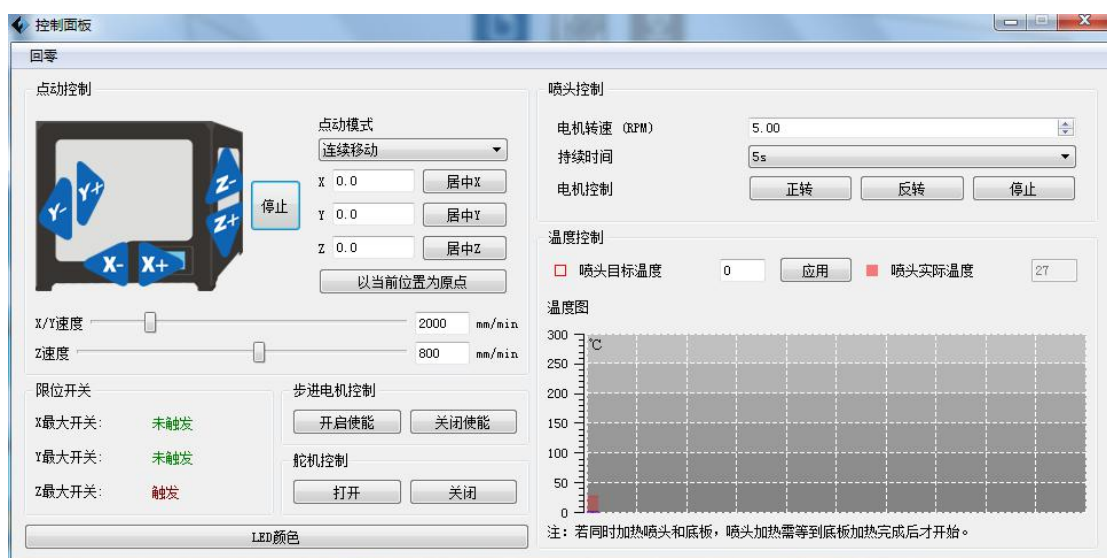 控制面板
回零
点动控制
Y-
Y+
Z-
Z+
X-
X+
停止
点动模式
连续移动
X 0.0 居中X
Y 0.0 居中Y
Z 0.0 居中Z
以当前位置为原点
X/Y速度 2000 mm/min
Z速度 800 mm/min
限位开关
X最大开关: 未触发
Y最大开关: 未触发
Z最大开关: 触发
步进电机控制
开启使能 关闭使能
舵机控制
打开 关闭
LED颜色
喷头控制
电机转速 (RPM) 5.00
持续时间 5s
电机控制 正转 反转 停止
温度控制
喷头目标温度 0 应用 喷头实际温度 27
温度图
℃
300
250
200
150
100
50
0
注：若同时加热喷头和底板，喷头加热需等到底板加热完成后才开始。